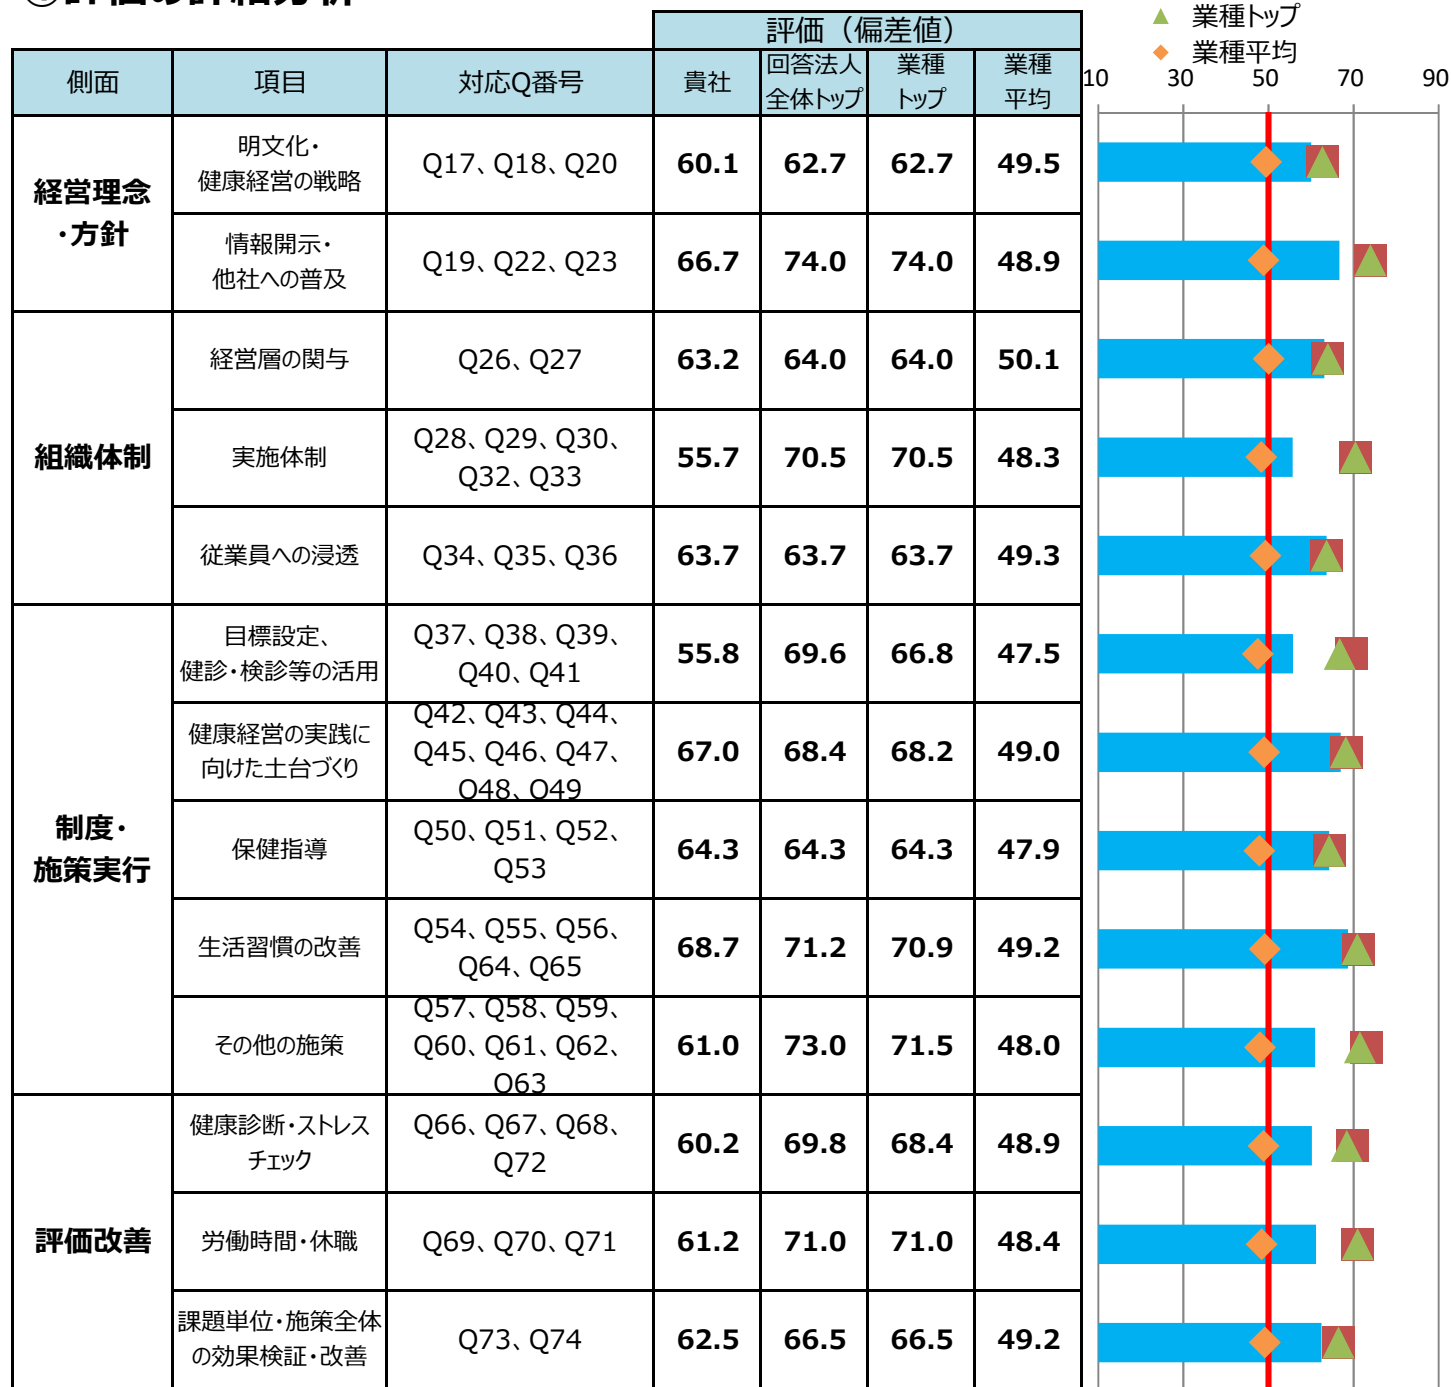 評価（偏差値）
▲ 業種トップ
◆ 業種平均
側面 項目 対応Q番号 貴社 回答法人 業種 業種
全体トップ トップ 平均
10 30 50 70 90
経営理念
・方針
明文化・
健康経営の戦略
Q17、Q18、Q20 60.1 62.7 62.7 49.5
情報開示・
他社への普及
Q19、Q22、Q23 66.7 74.0 74.0 48.9
組織体制
経営層の関与 Q26、Q27 63.2 64.0 64.0 50.1
実施体制
Q28、Q29、Q30、
Q32、Q33
55.7 70.5 70.5 48.3
従業員への浸透 Q34、Q35、Q36 63.7 63.7 63.7 49.3
制度・
施策実行
目標設定、
健診・検診等の活用
Q37、Q38、Q39、
Q40、Q41
55.8 69.6 66.8 47.5
健康経営の実践に
向けた土台づくり
Q42、Q43、Q44、
Q45、Q46、Q47、
Q48、Q49
67.0 68.4 68.2 49.0
保健指導
Q50、Q51、Q52、
Q53
64.3 64.3 64.3 47.9
生活習慣の改善
Q54、Q55、Q56、
Q64、Q65
68.7 71.2 70.9 49.2
その他の施策
Q57、Q58、Q59、
Q60、Q61、Q62、
Q63
61.0 73.0 71.5 48.0
評価改善
健康診断・ストレス
チェック
Q66、Q67、Q68、
Q72
60.2 69.8 68.4 48.9
労働時間・休職 Q69、Q70、Q71 61.2 71.0 71.0 48.4
課題単位・施策全体
の効果検証・改善
Q73、Q74 62.5 66.5 66.5 49.2